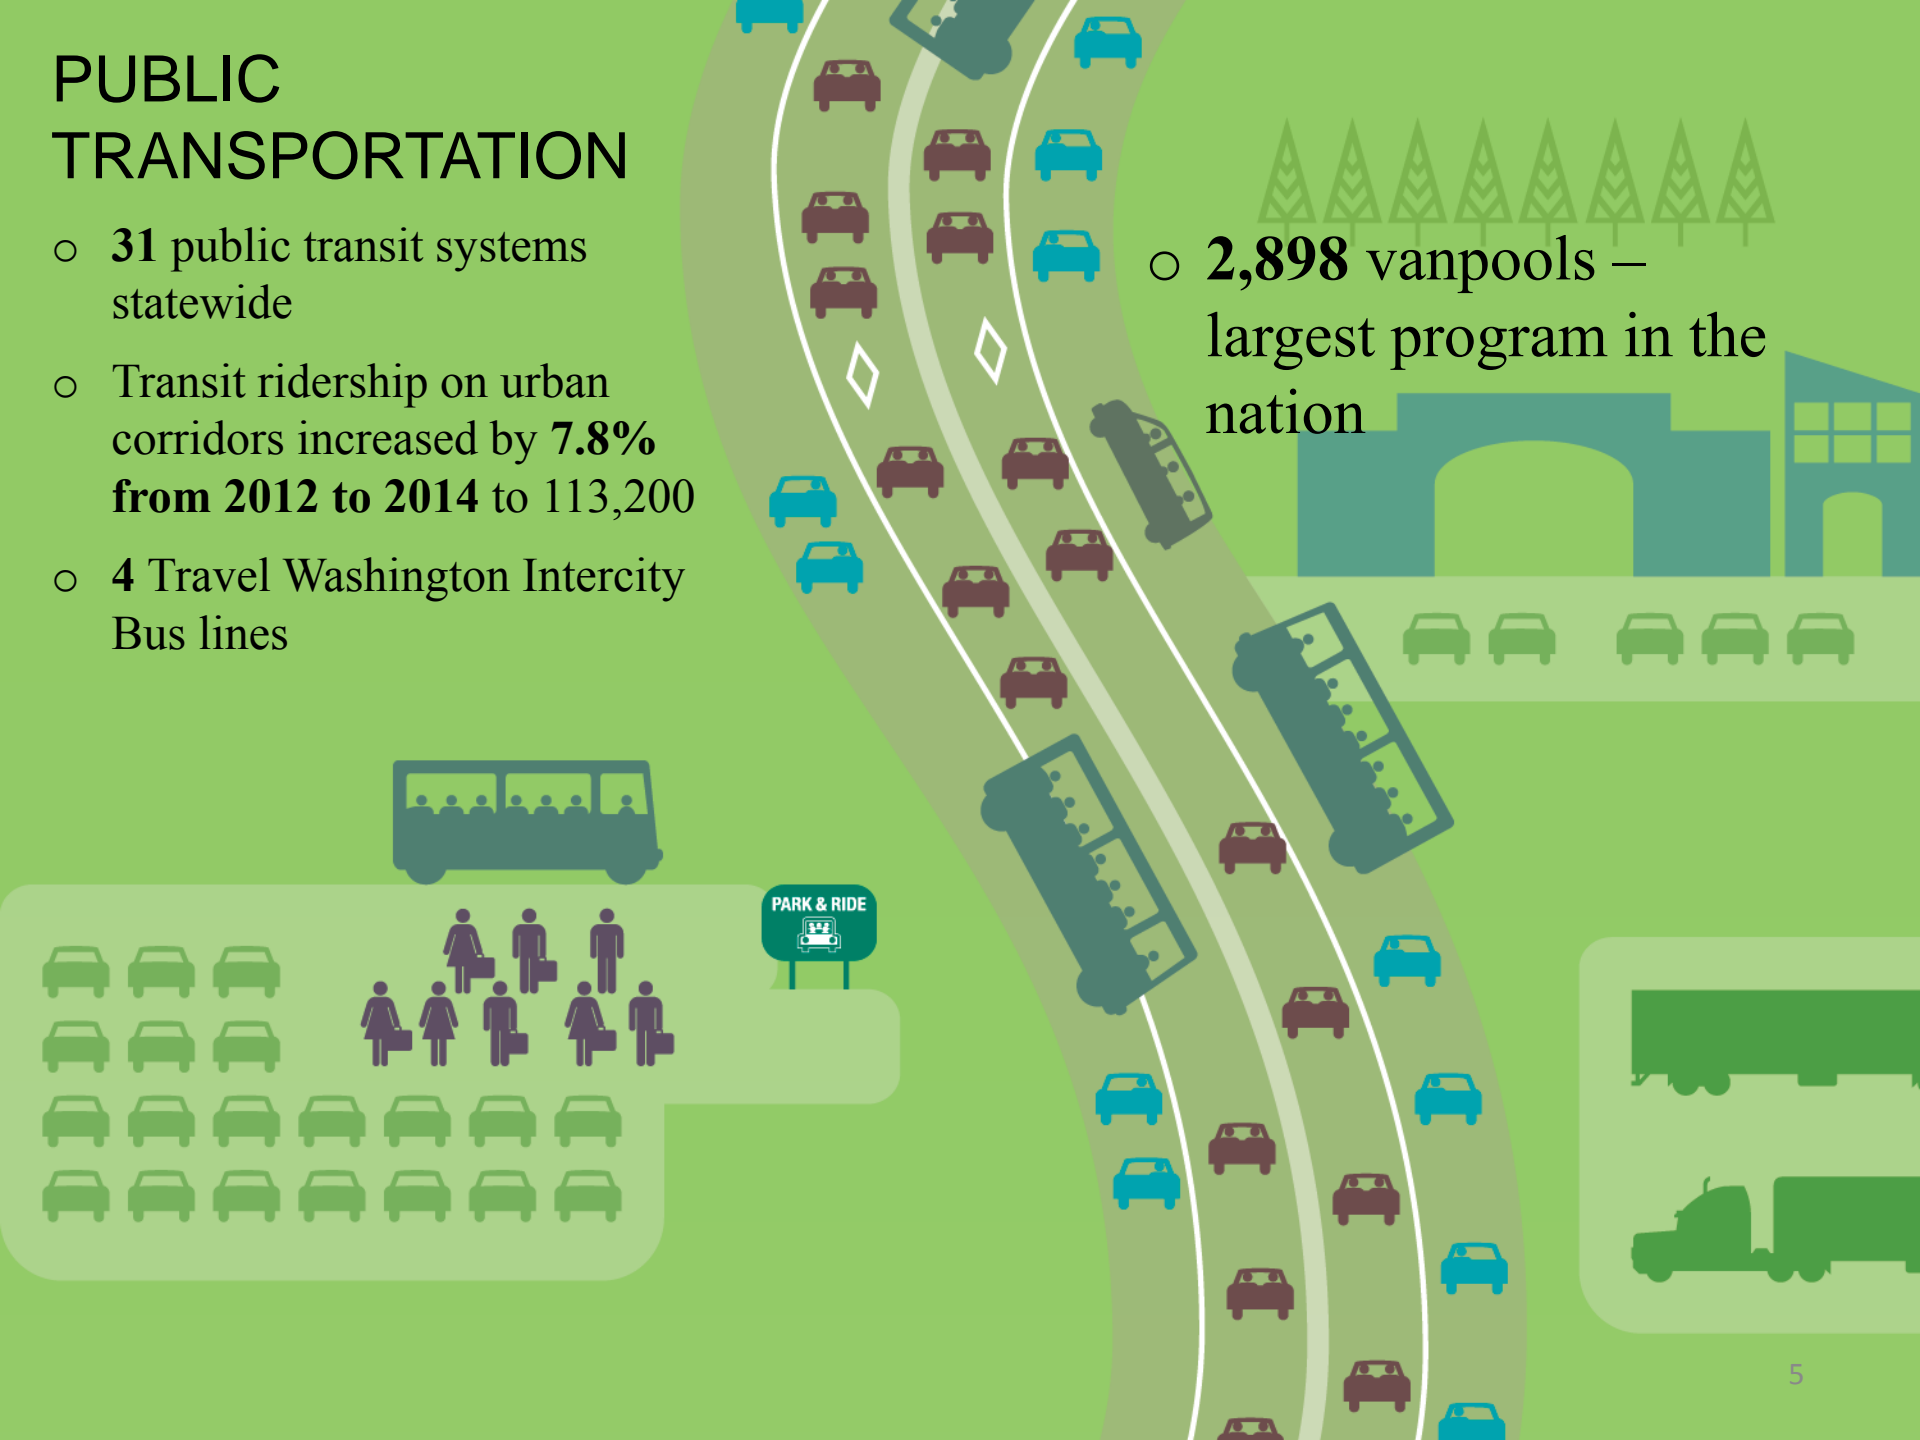 PUBLIC
TRANSPORTATION
o 31 public transit systems
statewide
o Transit ridership on urban
corridors increased by 7.8%
from 2012 to 2014 to 113,200
o 4 Travel Washington Intercity
Bus lines
o 2,898 vanpools –
largest program in the
nation
PARK & RIDE
5